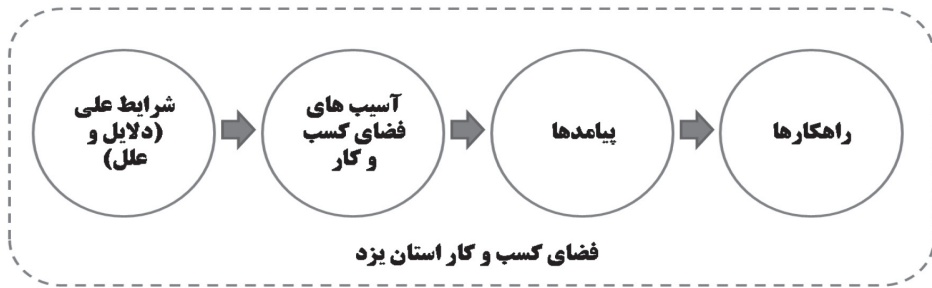 شرایط علی
(دلایل و
علل)
آسیب های
فضای کسب
و کار
پیامدها
راهکارها
فضای کسب و کار استان یزد